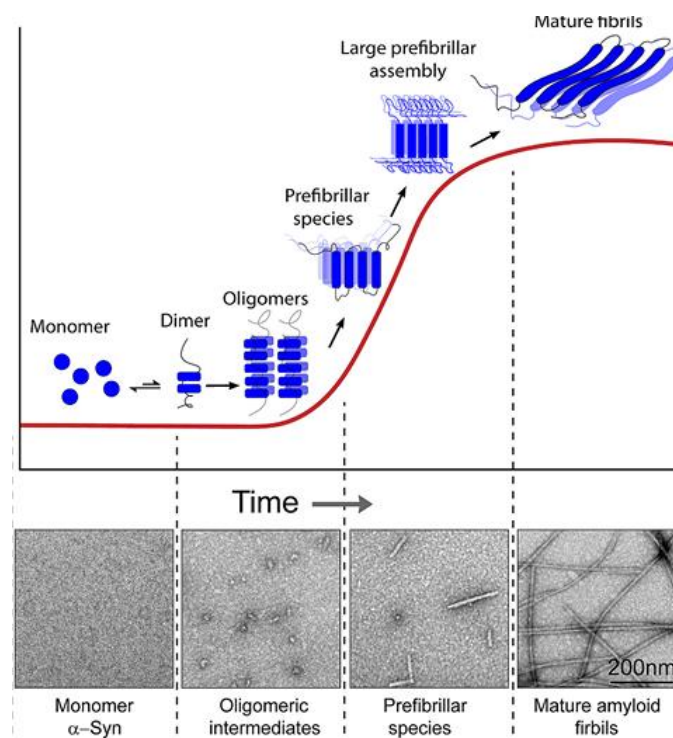 Mature fibrils
Large prefibrillar
assembly
Prefibrillar
species
Oligomers
Monomer
Dimer
Time
200nm
Monomer
α-Syn
Oligomeric
intermediates
Prefibrillar
species
Mature amyloid
firbils